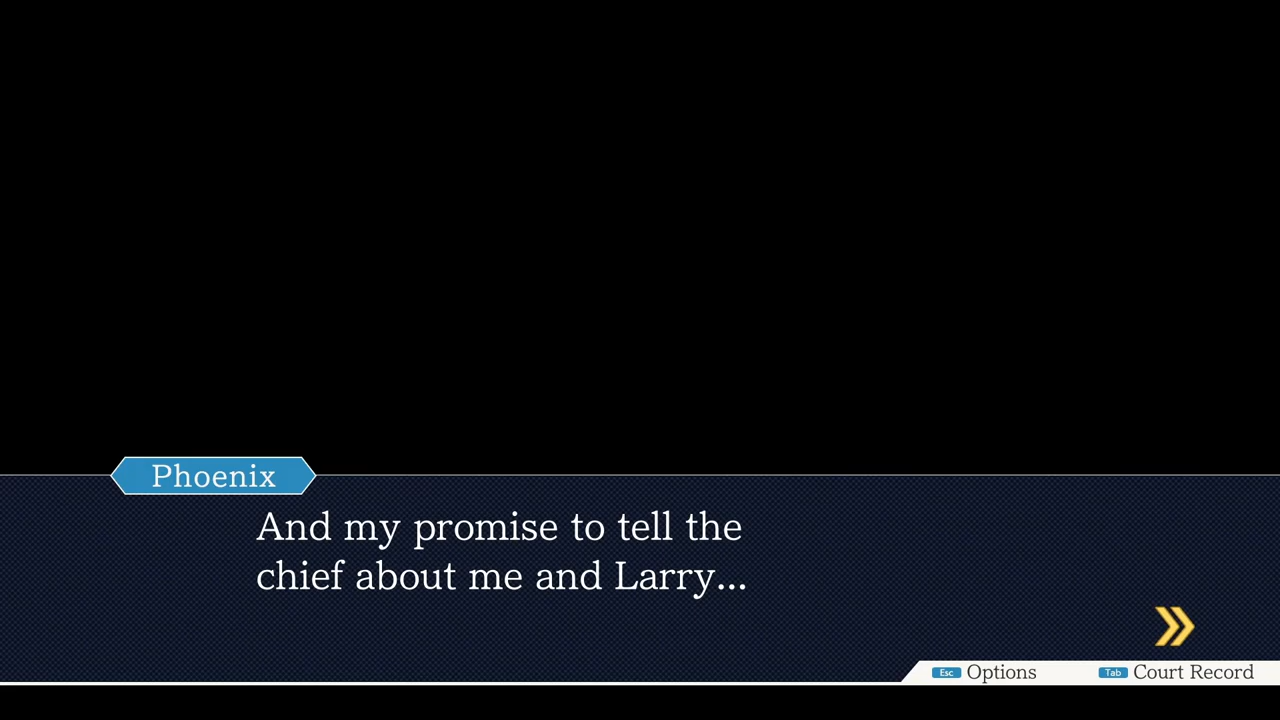 Phoenix
And my promise to tell the
chief about me and Larry...
Esc Options Tab Court Record